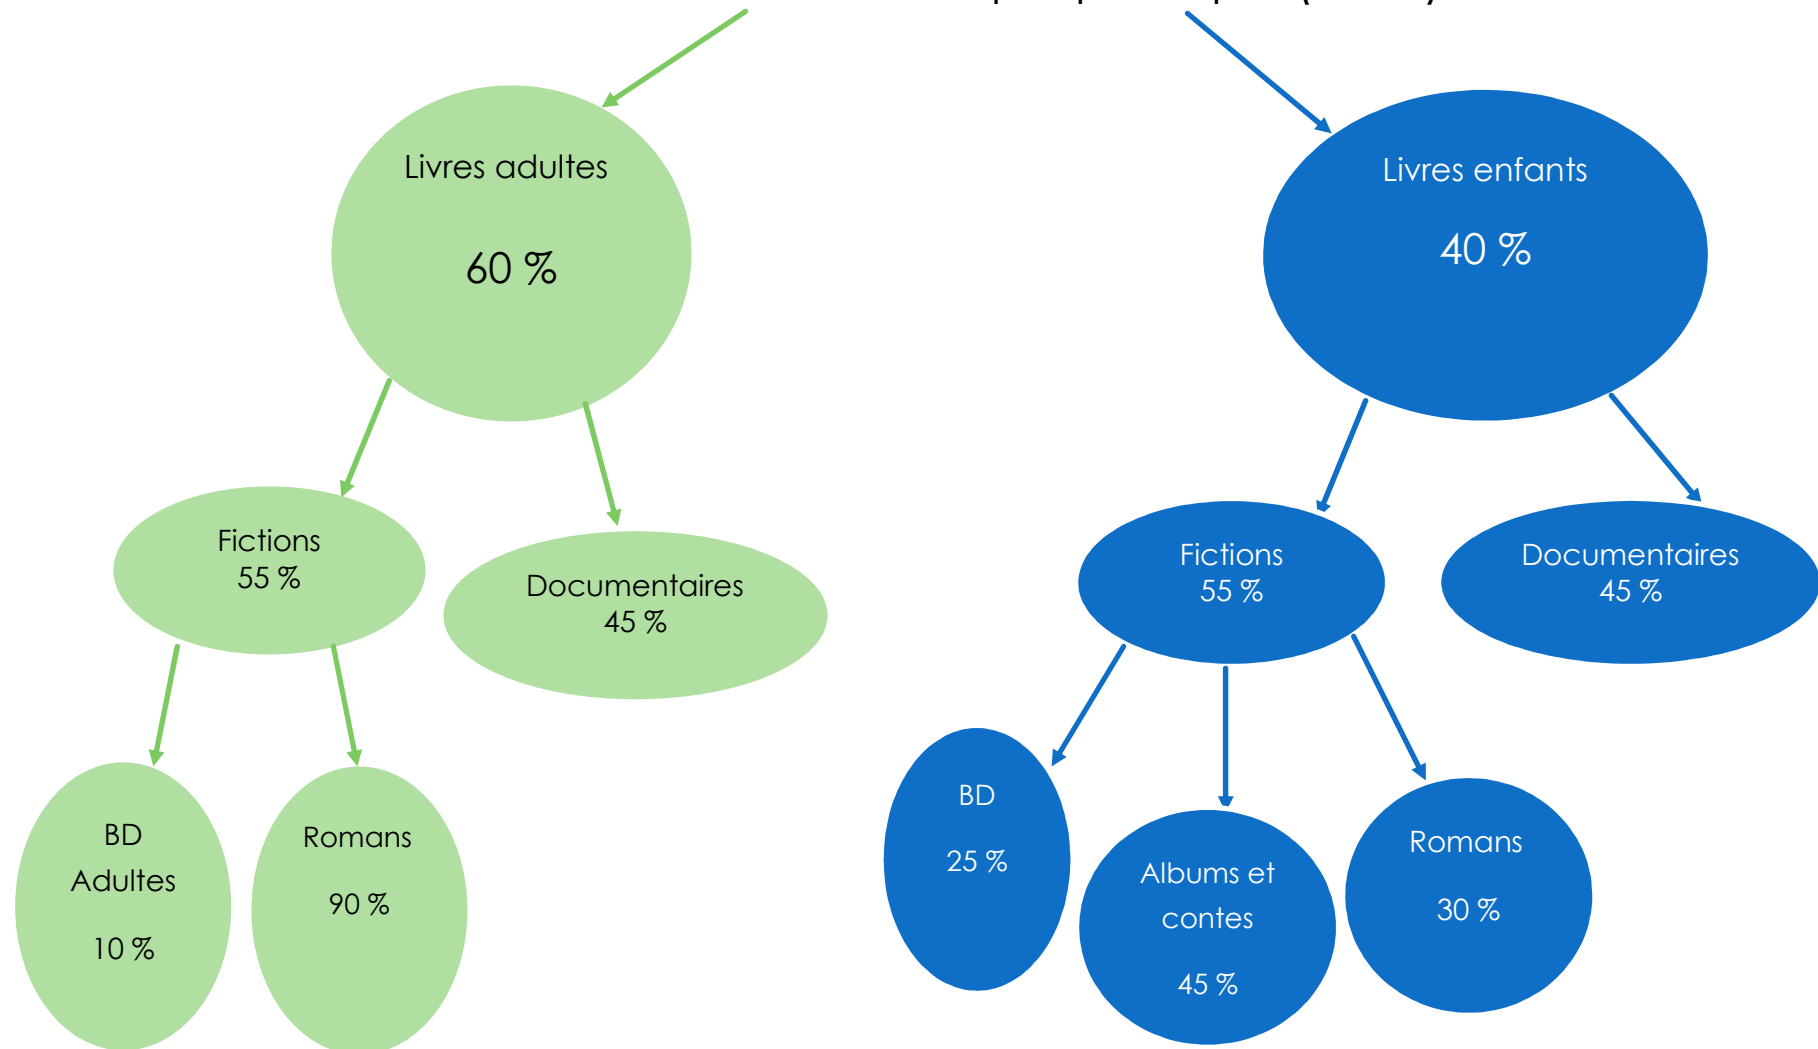 Livres adultes
60 %
Livres enfants
40 %
Fictions
55 %
Documentaires
45 %
Fictions
55 %
Documentaires
45 %
BD
Adultes
10 %
Romans
90 %
BD
25 %
Albums et
contes
45 %
Romans
30 %